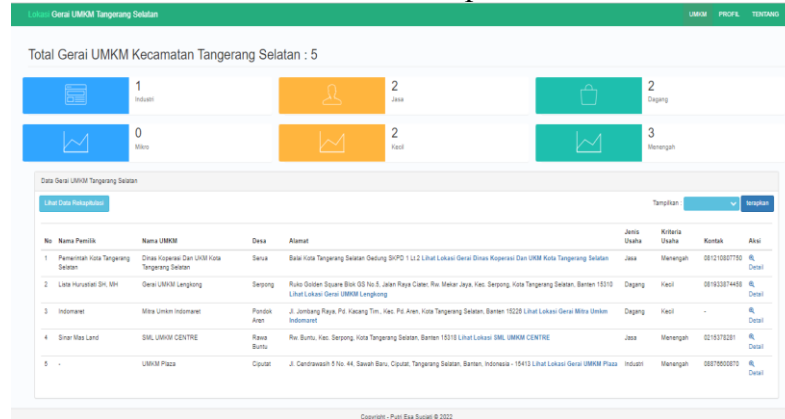 Lokasi Gerai UMKM Tangerang Selatan
UMKM PROFIL TENTANG
Total Gerai UMKM Kecamatan Tangerang Selatan : 5
1
Industri
2
Jasa
2
Dagang
0
Mikro
2
Kecil
3
Menengah
Data Gerai UMKM Tangerang Selatan
Lihat Data Rekapitulasi
Tampilkan :
terapkan
No Nama Pemilik Nama UMKM Desa Alamat Jenis Usaha Kriteria Usaha Kontak Aksi
1 Pemerintah Kota Tangerang Selatan Dinas Koperasi Dan UKM Kota Tangerang Selatan Serua Balai Kota Tangerang Selatan Gedung SKPD 1 Lt.2 Lihat Lokasi Gerai Dinas Koperasi Dan UKM Kota Tangerang Selatan Jasa Menengah 081210807750 Detail
2 Lista Hurustiati SH, MH Gerai UMKM Lengkong Serpong Ruko Golden Square Blok GS No.5, Jalan Raya Ciater, Rw. Mekar Jaya, Kec. Serpong, Kota Tangerang Selatan, Banten 15310 Lihat Lokasi Gerai UMKM Lengkong Dagang Kecil 081933874458 Detail
3 Indomaret Mitra Umkm Indomaret Pondok Aren Jl. Jombang Raya, Pd. Kacang Tim., Kec. Pd. Aren, Kota Tangerang Selatan, Banten 15226 Lihat Lokasi Gerai Mitra Umkm Indomaret Dagang Kecil - Detail
4 Sinar Mas Land SML UMKM CENTRE Rawa Buntu Rw. Buntu, Kec. Serpong, Kota Tangerang Selatan, Banten 15318 Lihat Lokasi SML UMKM CENTRE Jasa Menengah 0215378281 Detail
5 - UMKM Plaza Ciputat Jl. Cendrawasih 5 No. 44, Sawah Baru, Ciputat, Tangerang Selatan, Banten, Indonesia - 15413 Lihat Lokasi Gerai UMKM Plaza Industri Menengah 08876600870 Detail
Copyright - Putri Esa Suciati @ 2022